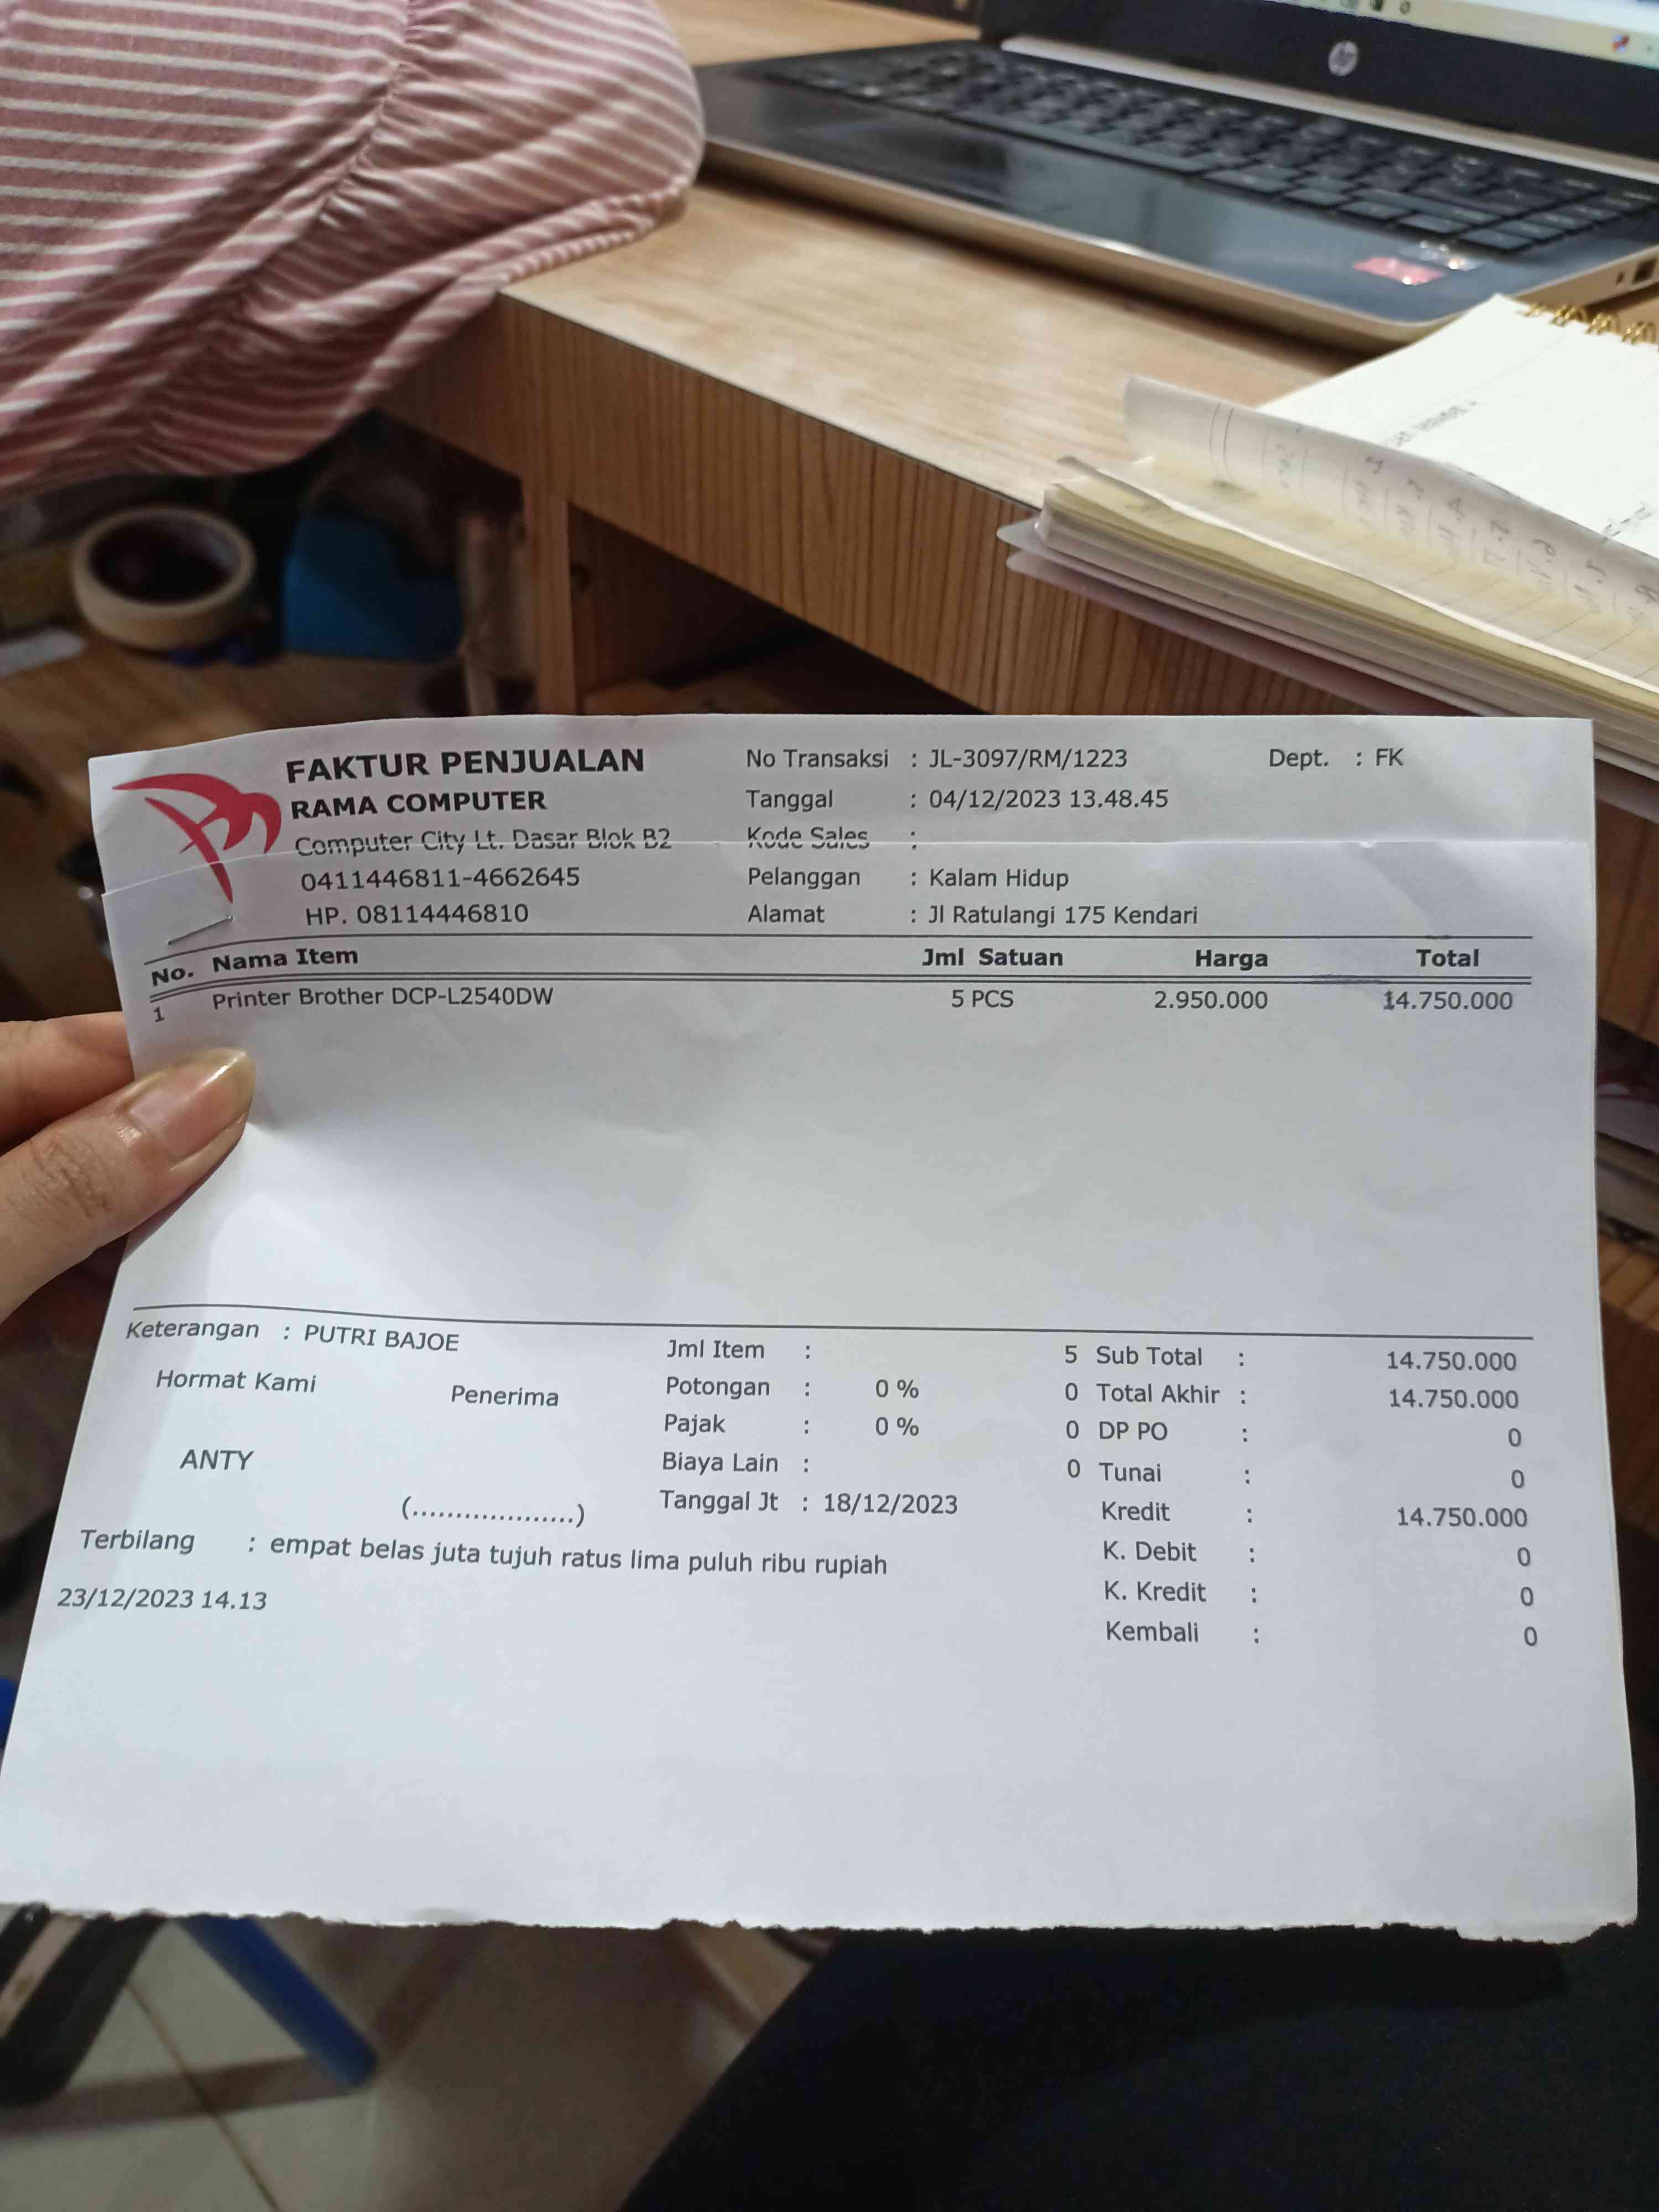 FAKTUR PENJUALAN
RAMA COMPUTER
Computer City Lt. Dasar Blok B2
0411446811-4662645
HP. 08114446810
No Transaksi : JL-3097/RM/1223
Tanggal : 04/12/2023 13.48.45
Kode Sales :
Pelanggan : Kalam Hidup
Alamat : Jl Ratulangi 175 Kendari
Dept. : FK
No. Nama Item Jml Satuan Harga Total
1 Printer Brother DCP-L2540DW 5 PCS 2.950.000 14.750.000
Keterangan : PUTRI BAJOE
Hormat Kami Penerima
ANTY
(...................)
Terbilang : empat belas juta tujuh ratus lima puluh ribu rupiah
23/12/2023 14.13
Jml Item : 5
Potongan : 0 % 0
Pajak : 0 % 0
Biaya Lain : 0
Tanggal Jt : 18/12/2023
Sub Total : 14.750.000
Total Akhir : 14.750.000
DP PO : 0
Tunai : 0
Kredit : 14.750.000
K. Debit : 0
K. Kredit : 0
Kembali : 0
hp